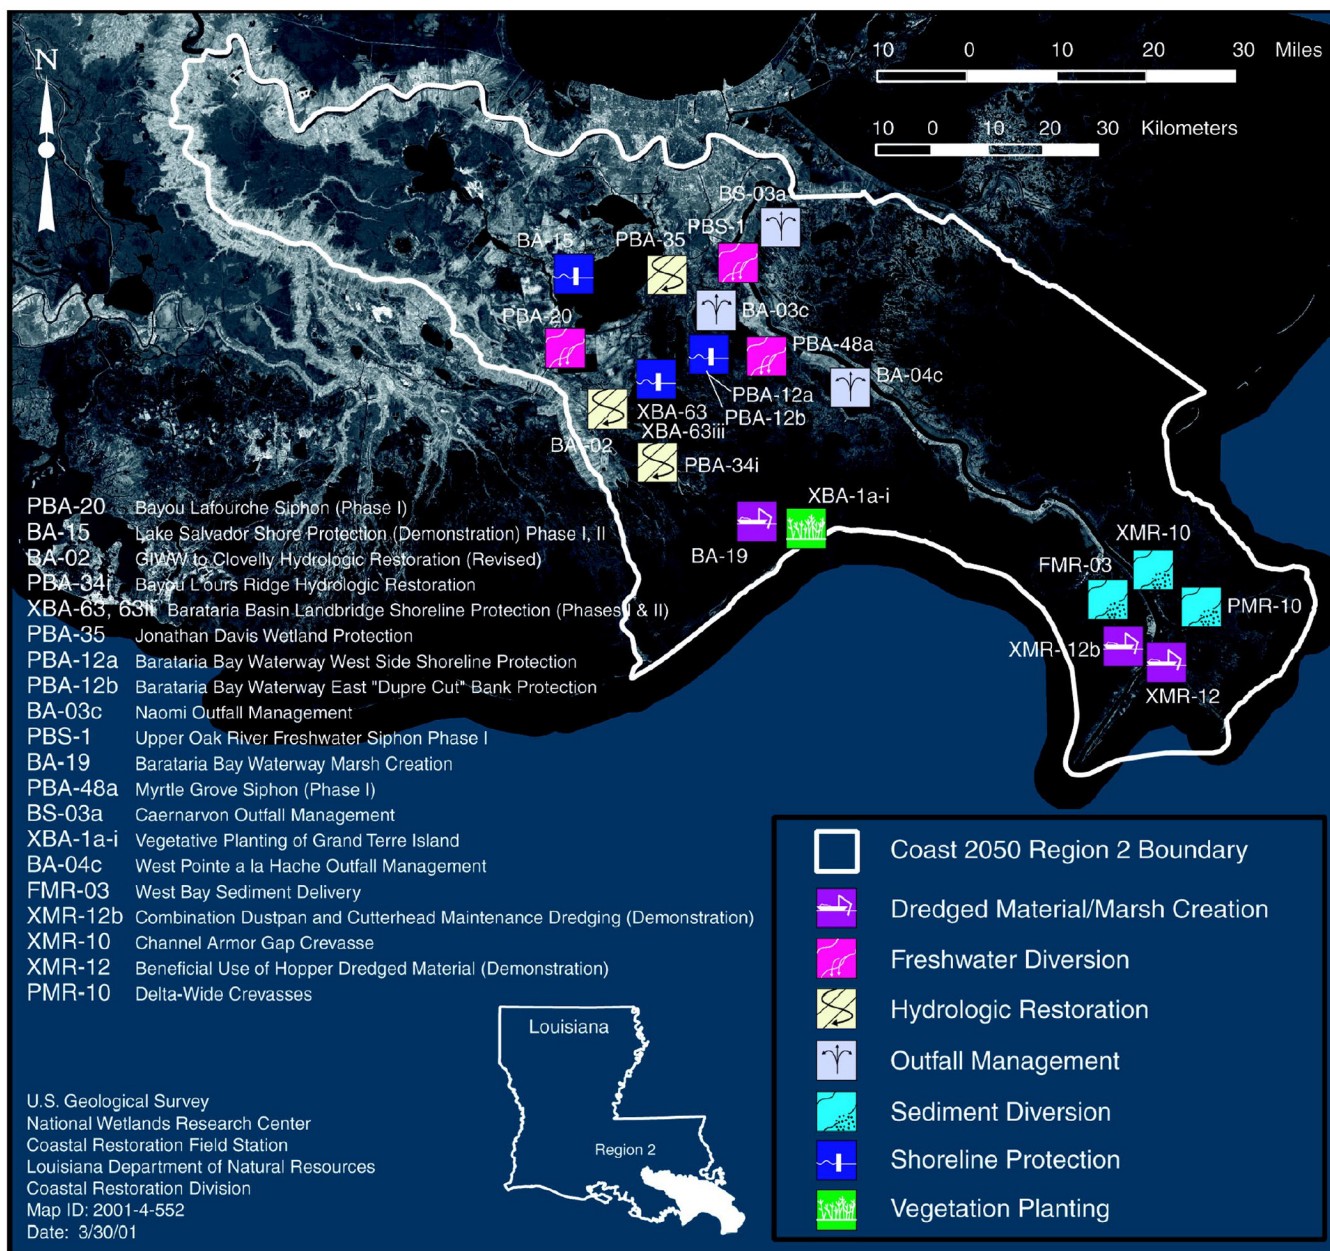 N
10 0 10 20 30 Miles
10 0 10 20 30 Kilometers
BS-03a
PBS-1
BA-15
PBA-35
PBA-20
BA-03c
PBA-48a
BA-04c
PBA-12a
PBA-12b
XBA-63
XBA-63iii
BA-02
PBA-34i
XBA-1a-i
BA-19
XMR-10
FMR-03
PMR-10
XMR-12b
XMR-12
PBA-20 Bayou Lafourche Siphon (Phase I)
BA-15 Lake Salvador Shore Protection (Demonstration) Phase I, II
BA-02 GIWW to Clovelly Hydrologic Restoration (Revised)
PBA-34i Bayou L'ours Ridge Hydrologic Restoration
XBA-63, 63ii Barataria Basin Landbridge Shoreline Protection (Phases I & II)
PBA-35 Jonathan Davis Wetland Protection
PBA-12a Barataria Bay Waterway West Side Shoreline Protection
PBA-12b Barataria Bay Waterway East "Dupre Cut" Bank Protection
BA-03c Naomi Outfall Management
PBS-1 Upper Oak River Freshwater Siphon Phase I
BA-19 Barataria Bay Waterway Marsh Creation
PBA-48a Myrtle Grove Siphon (Phase I)
BS-03a Caernarvon Outfall Management
XBA-1a-i Vegetative Planting of Grand Terre Island
BA-04c West Pointe a la Hache Outfall Management
FMR-03 West Bay Sediment Delivery
XMR-12b Combination Dustpan and Cutterhead Maintenance Dredging (Demonstration)
XMR-10 Channel Armor Gap Crevasse
XMR-12 Beneficial Use of Hopper Dredged Material (Demonstration)
PMR-10 Delta-Wide Crevasses
Louisiana
Region 2
U.S. Geological Survey
National Wetlands Research Center
Coastal Restoration Field Station
Louisiana Department of Natural Resources
Coastal Restoration Division
Map ID: 2001-4-552
Date: 3/30/01
Coast 2050 Region 2 Boundary
Dredged Material/Marsh Creation
Freshwater Diversion
Hydrologic Restoration
Outfall Management
Sediment Diversion
Shoreline Protection
Vegetation Planting